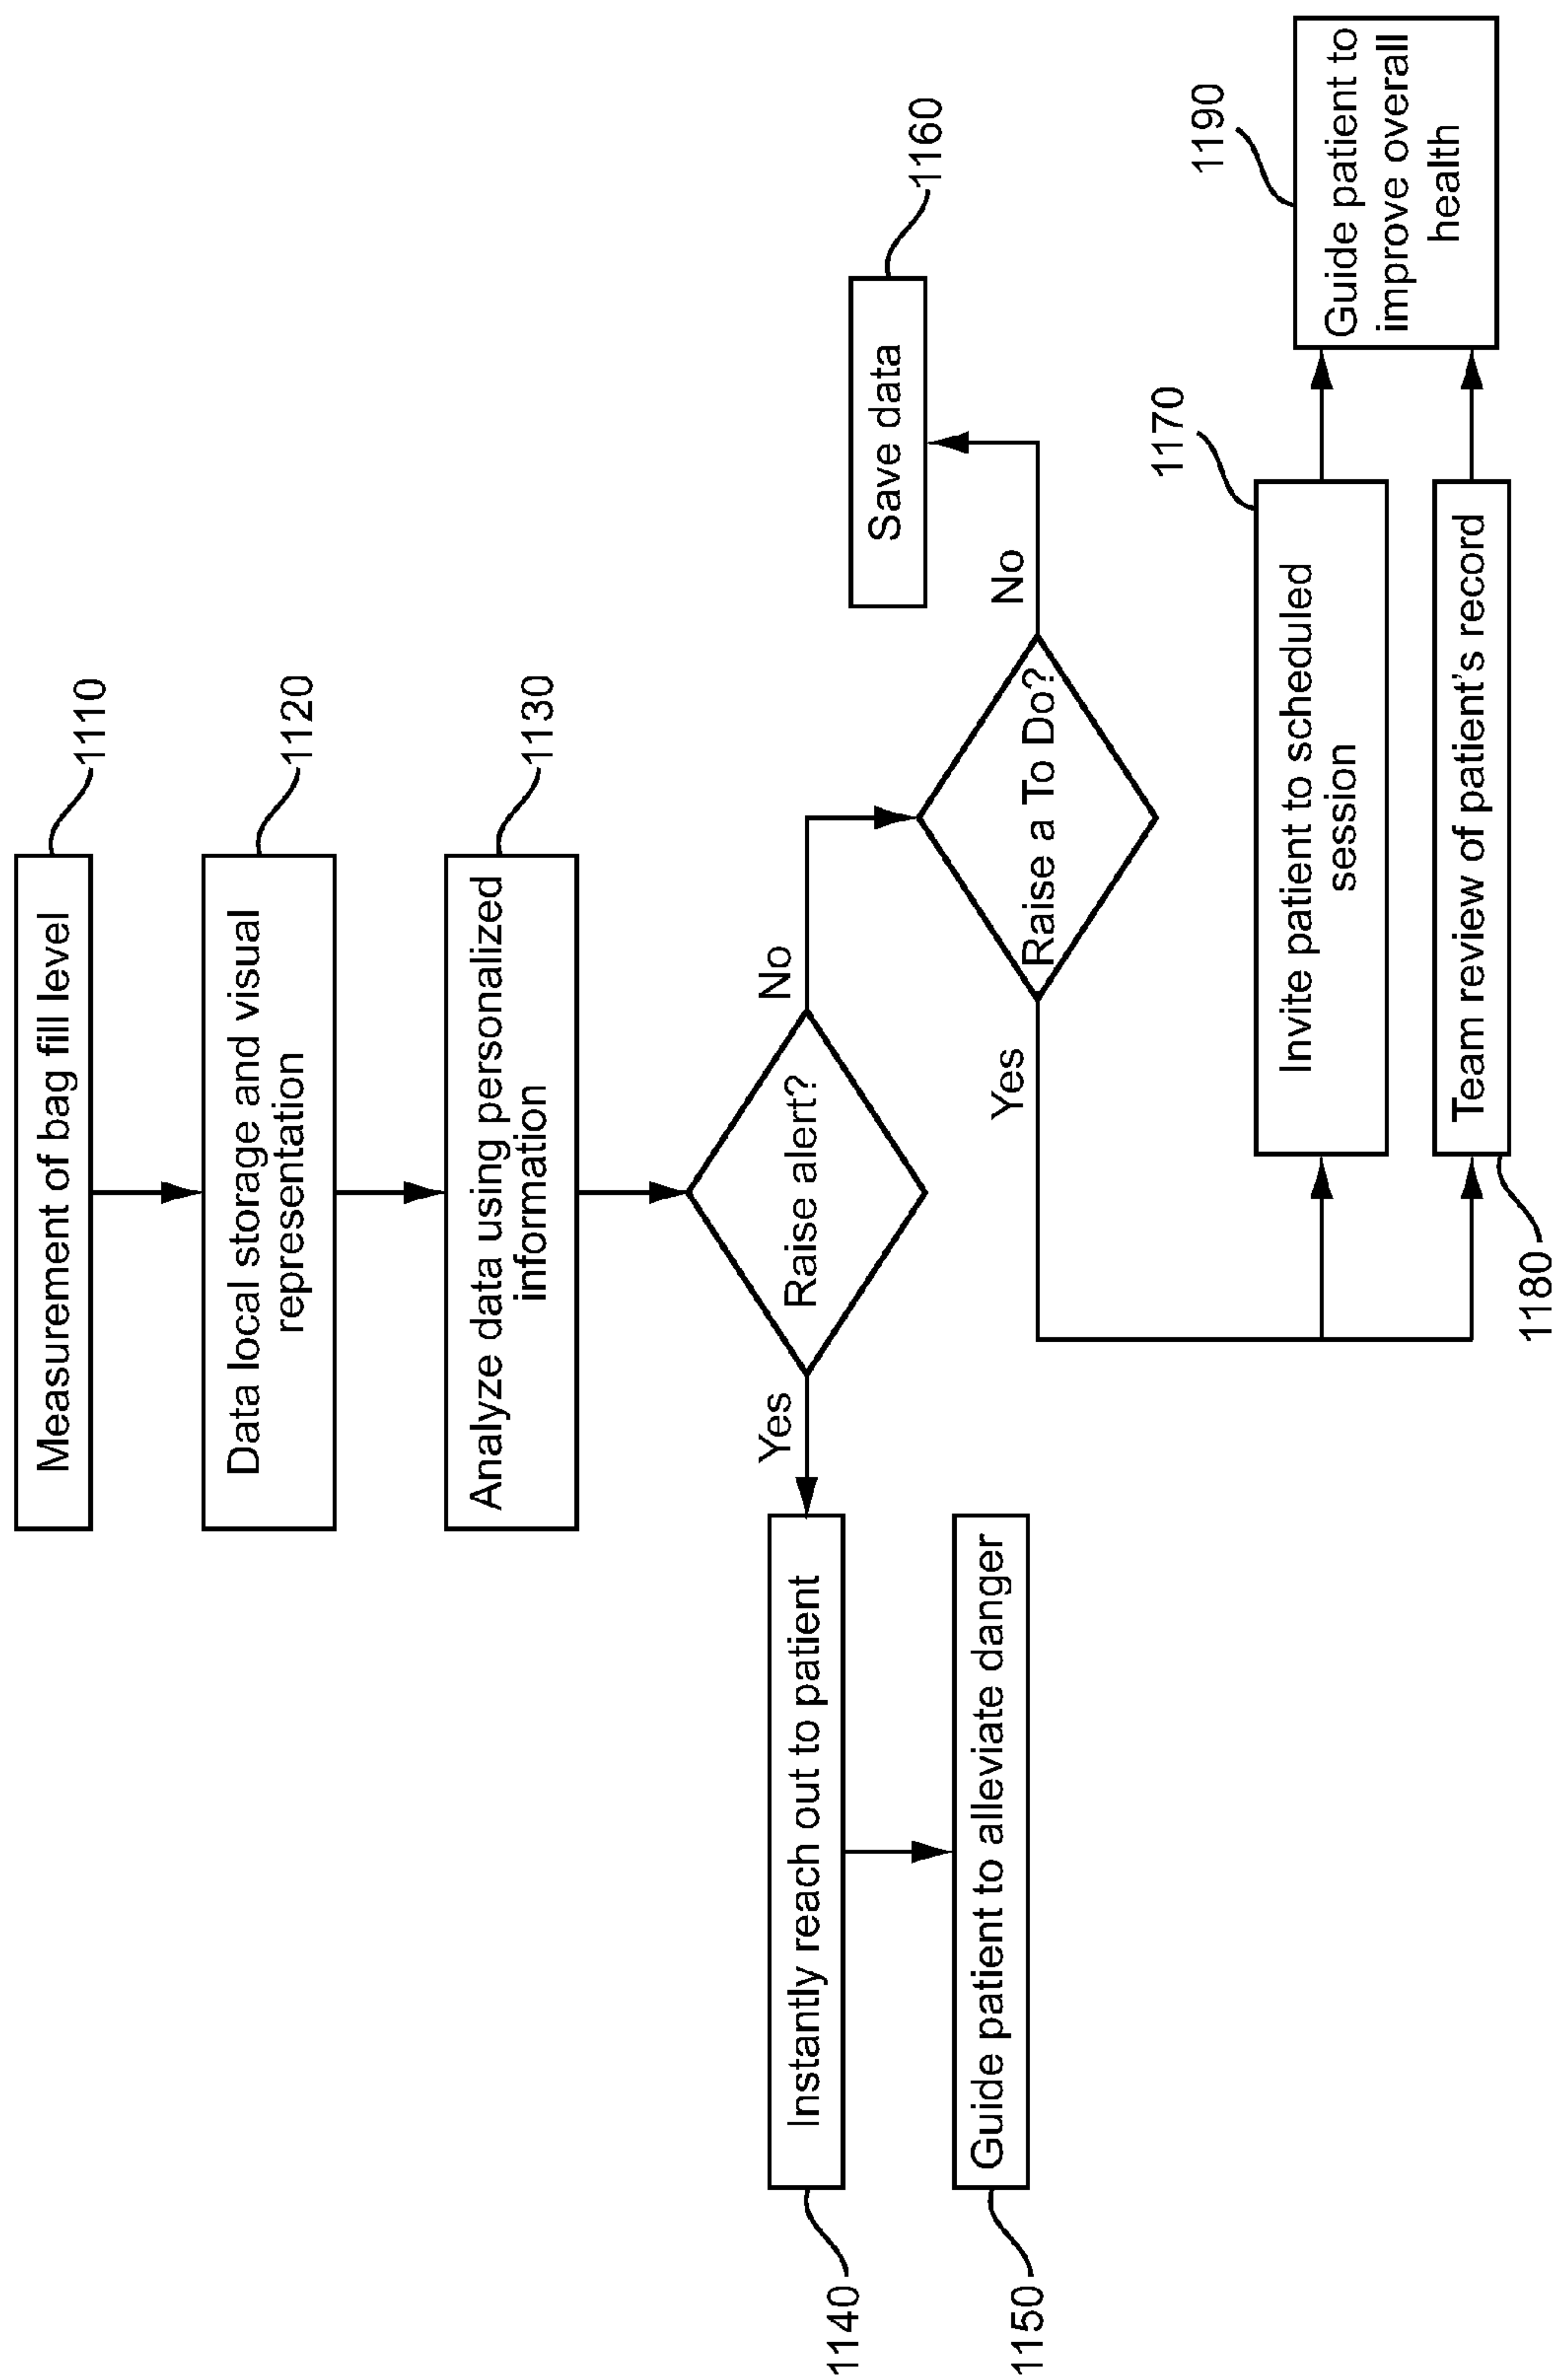 Measurement of bag fill level
1110
Data local storage and visual
representation
1120
Analyze data using personalized
information
1130
Raise alert?
Yes
No
Instantly reach out to patient
1140
Guide patient to alleviate danger
1150
Raise a To Do?
Yes
No
Save data
1160
Invite patient to scheduled
session
1170
Team review of patient's record
1180
Guide patient to
improve overall
health
1190